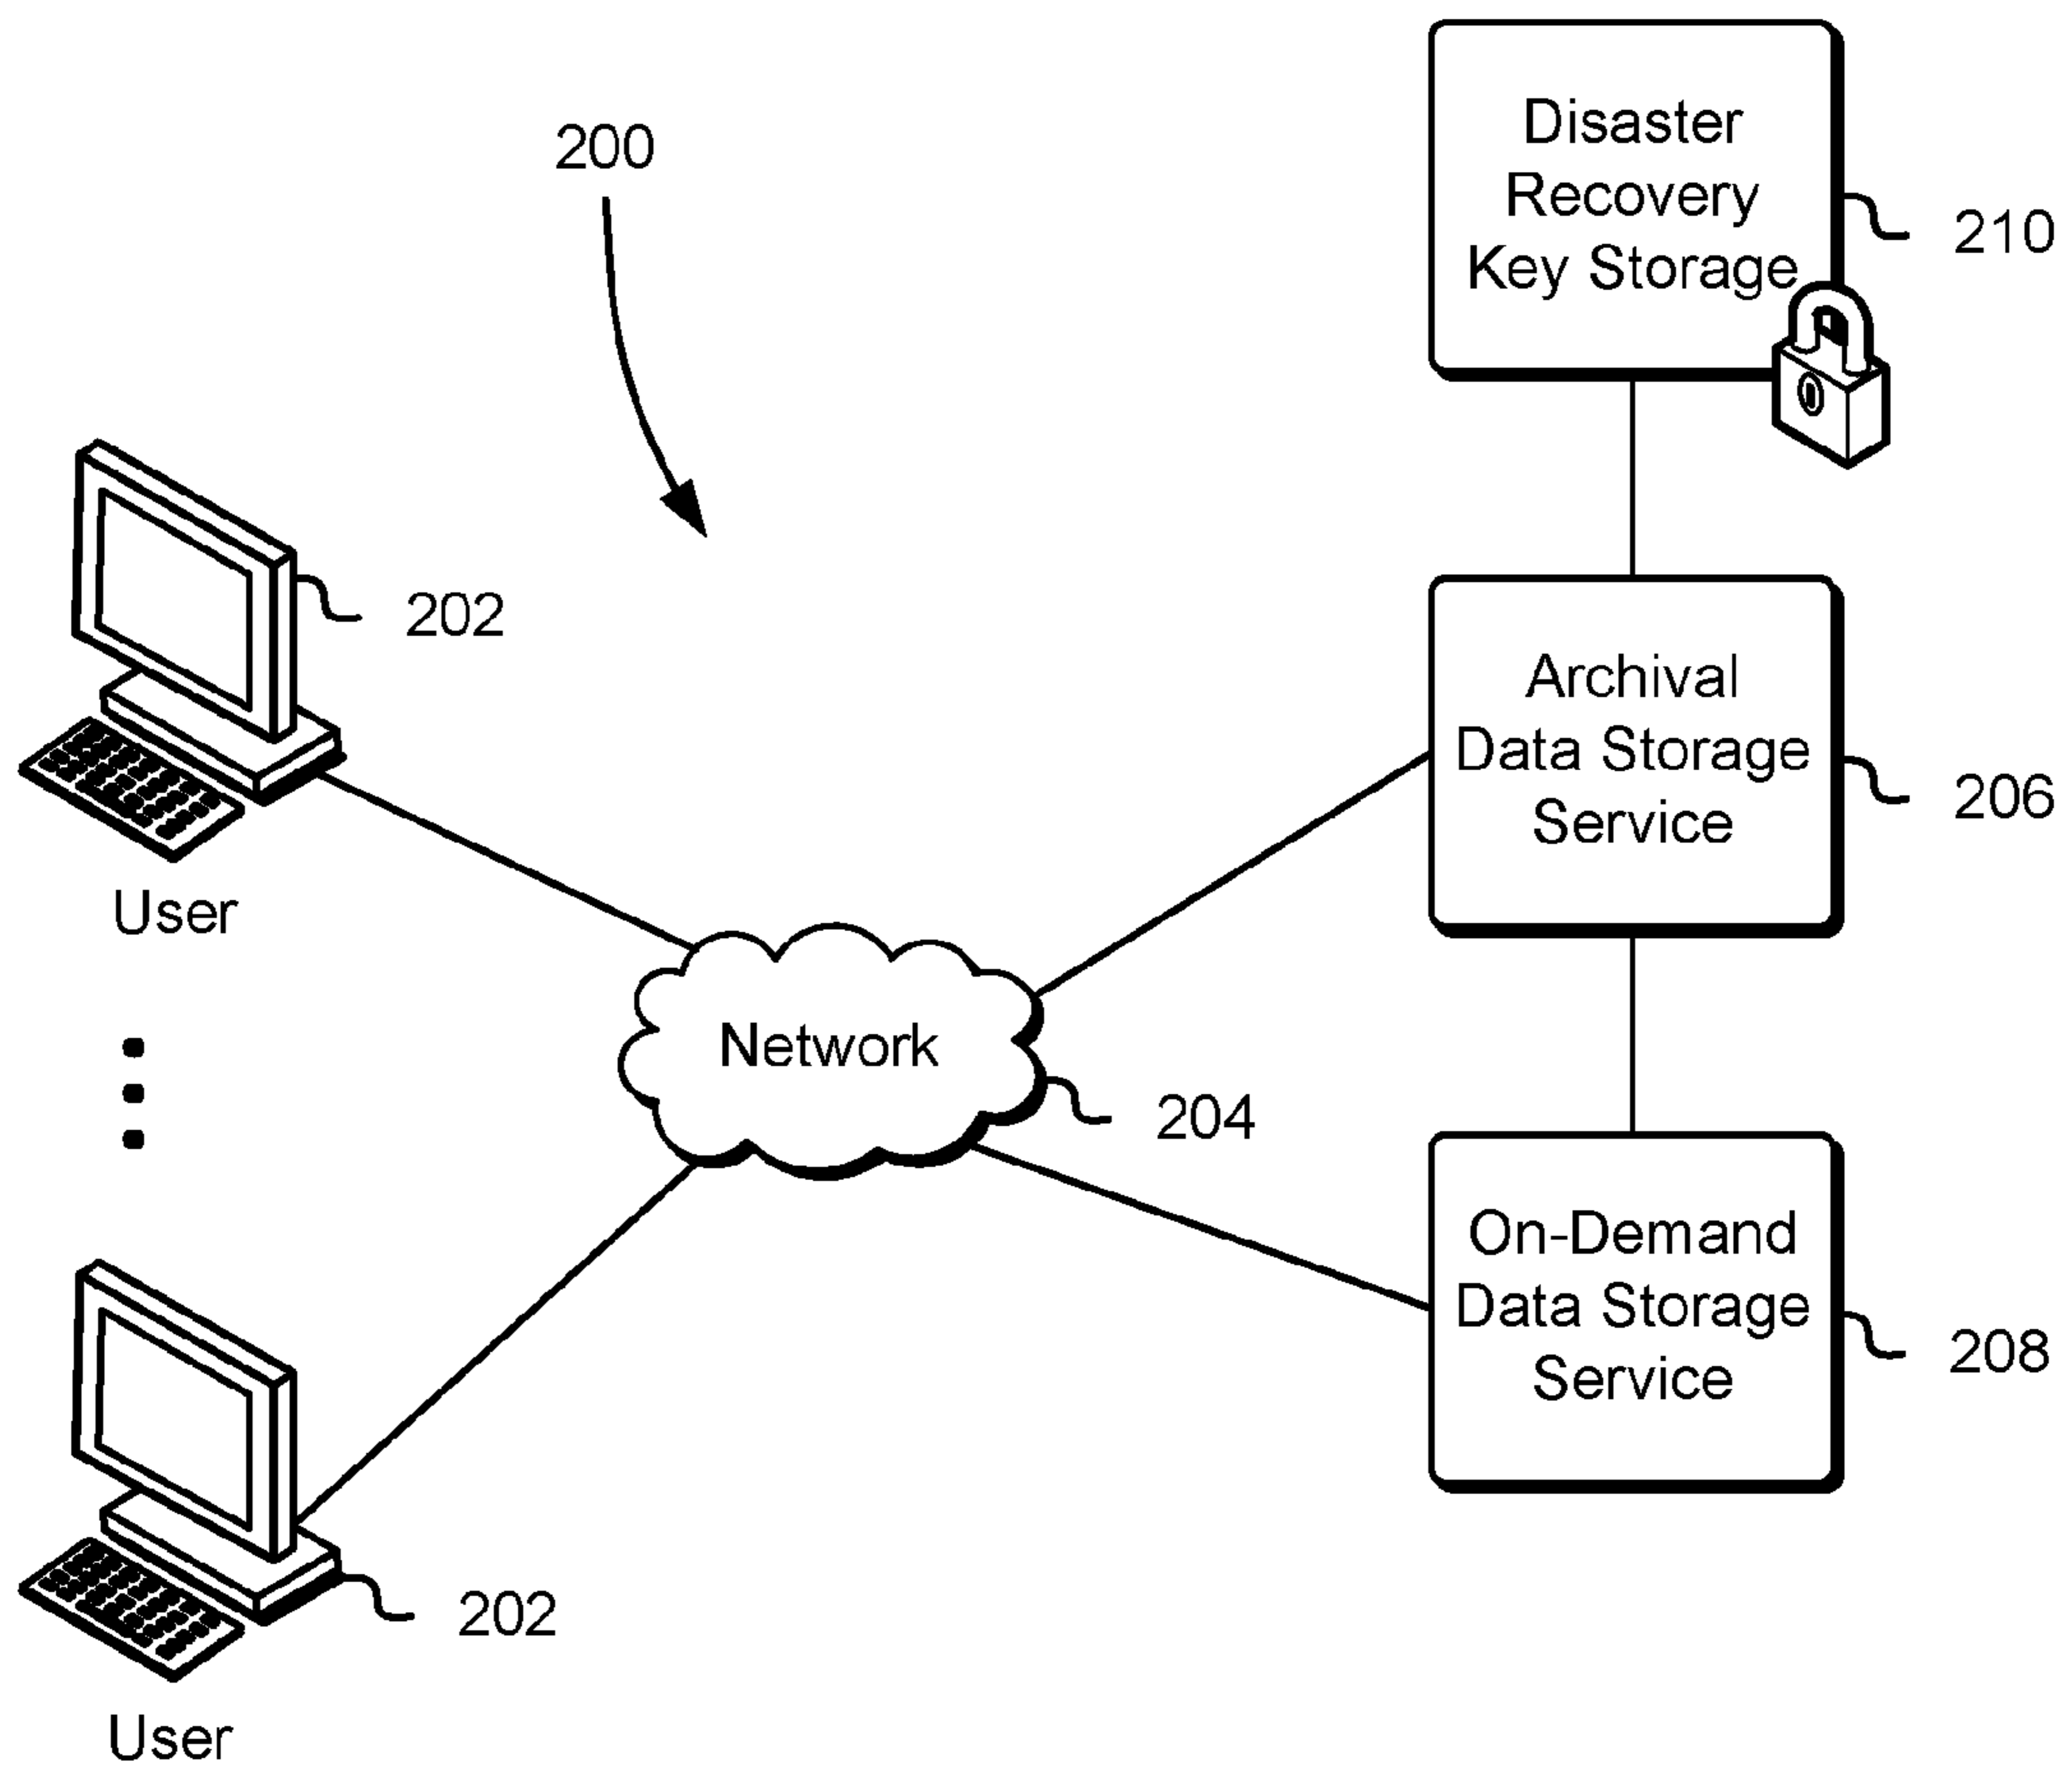 200
Disaster
Recovery
Key Storage
210
202
User
Archival
Data Storage
Service
206
Network
204
On-Demand
Data Storage
Service
208
202
User